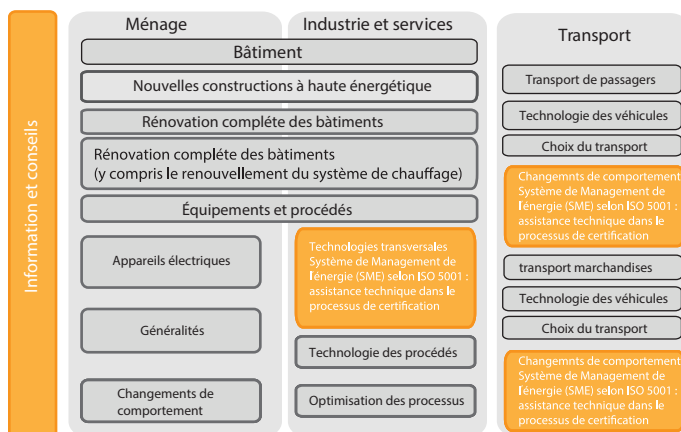 Information et conseils
Ménage
Industrie et services
Bâtiment
Nouvelles constructions à haute énergétique
Rénovation compléte des bàtiments
Rénovation compléte des bàtiments
(y compris le renouvellement du système de chauffage)
Équipements et procédés
Appareils électriques
Généralités
Changements de
comportement
Technologies transversales
Système de Management de
l'énergie (SME) selon ISO 5001 :
assistance technique dans le
processus de certification
Technologie des procédés
Optimisation des processus
Transport
Transport de passagers
Technologie des véhicules
Choix du transport
Changemnts de comportement
Système de Management de
l'énergie (SME) selon ISO 5001 :
assistance technique dans le
processus de certification
transport marchandises
Technologie des véhicules
Choix du transport
Changemnts de comportement
Système de Management de
l'énergie (SME) selon ISO 5001 :
assistance technique dans le
processus de certification